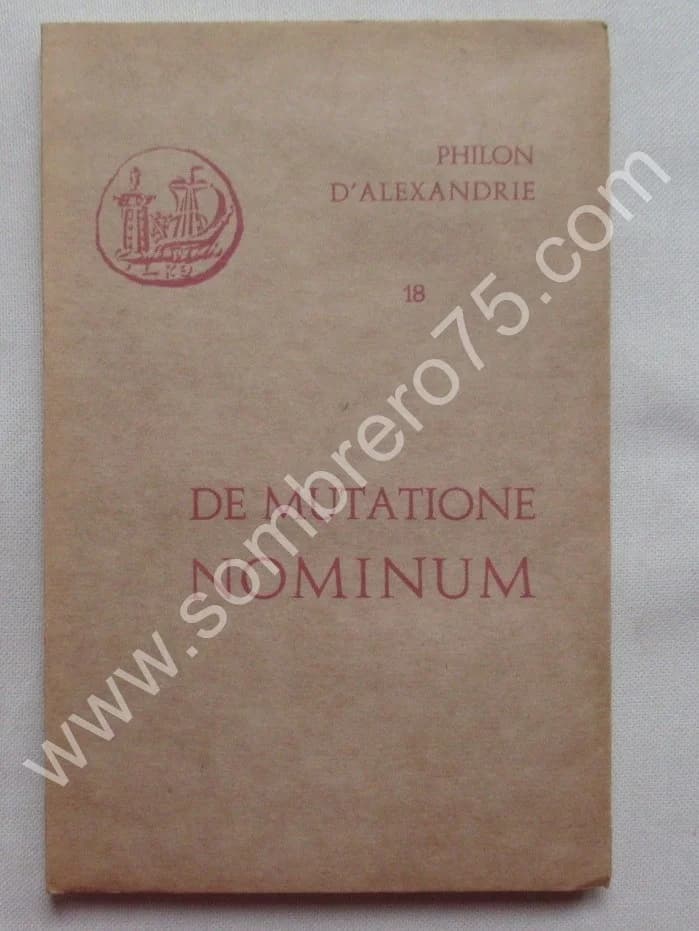 PHILON
D'ALEXANDRIE
18
DE MUTATIONE
NOMINUM
www.sombrero75.com